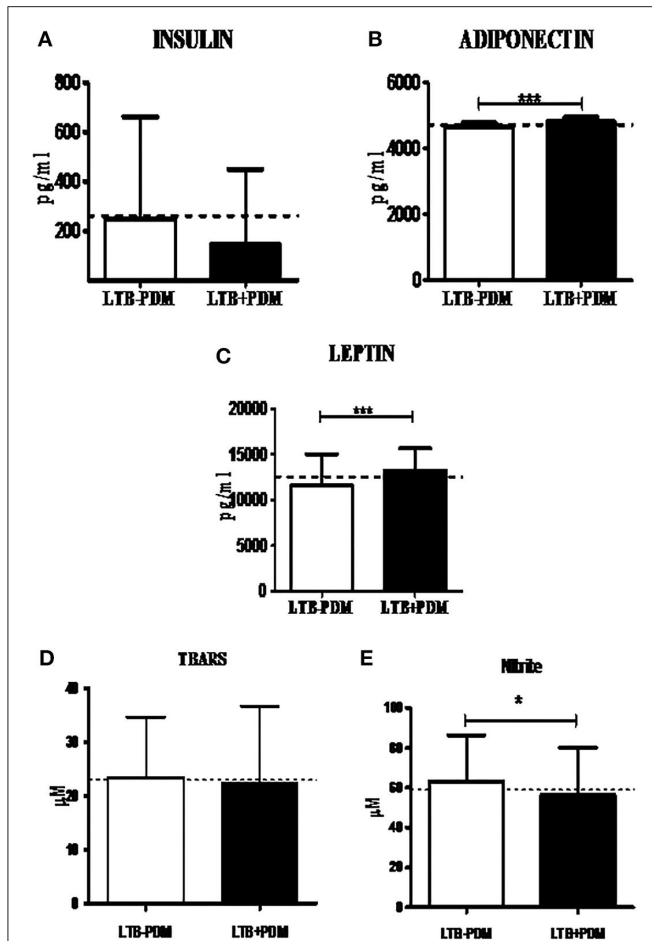 A
INSULIN
800
600
400
200
pg/ml
LTB-PDM LTB+PDM
B
ADIPONECTIN
6000
4000
2000
0
pg/ml
***
LTB-PDM LTB+PDM
C
LEPTIN
20000
15000
10000
5000
0
pg/ml
***
LTB-PDM LTB+PDM
D
TBARS
40
30
20
10
0
µM
LTB-PDM LTB+PDM
E
Nitrite
100
80
60
40
20
0
µM
*
LTB-PDM LTB+PDM